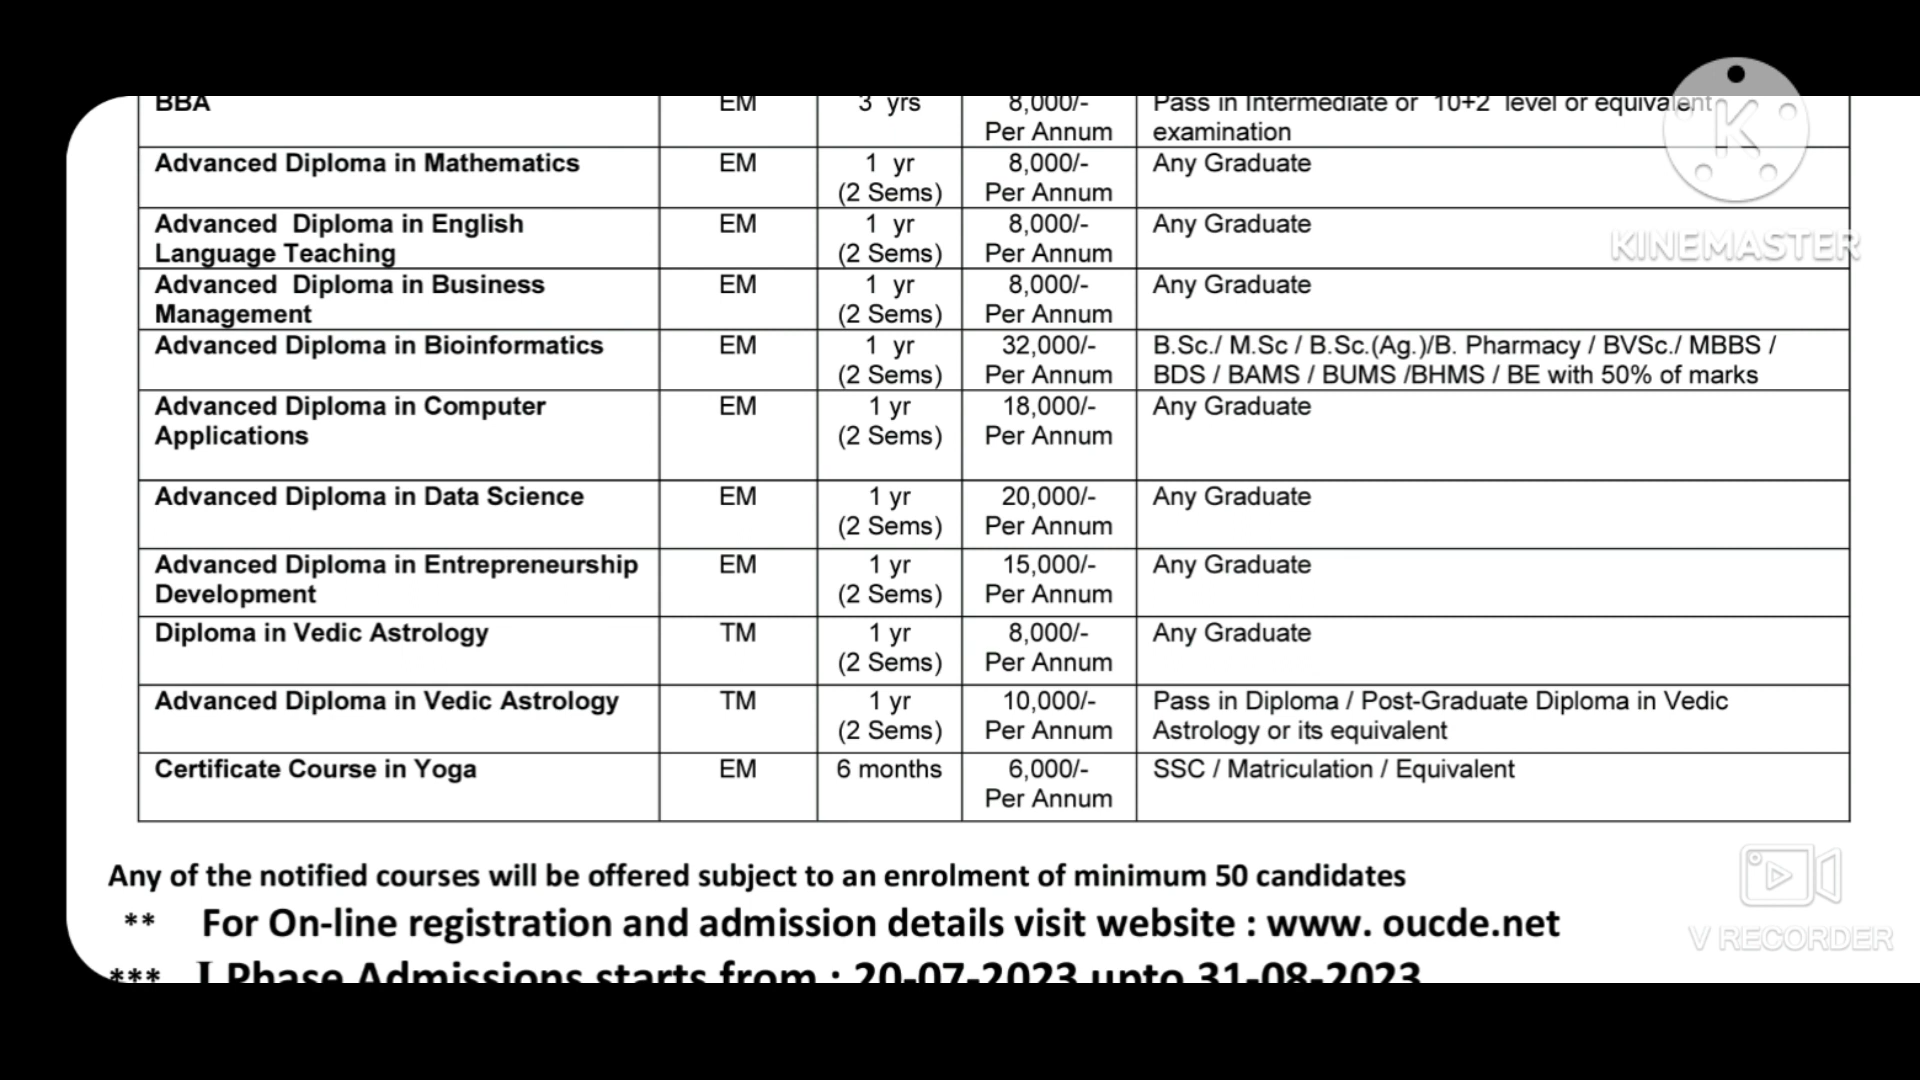 BBA EM 3 yrs 8,000/- Pass in Intermediate or 10+2 level or equivalent
Per Annum examination
Advanced Diploma in Mathematics EM 1 yr 8,000/- Any Graduate
(2 Sems) Per Annum
Advanced Diploma in English EM 1 yr 8,000/- Any Graduate
Language Teaching (2 Sems) Per Annum
Advanced Diploma in Business EM 1 yr 8,000/- Any Graduate
Management (2 Sems) Per Annum
Advanced Diploma in Bioinformatics EM 1 yr 32,000/- B.Sc./ M.Sc / B.Sc.(Ag.)/B. Pharmacy / BVSc./ MBBS /
(2 Sems) Per Annum BDS / BAMS / BUMS /BHMS / BE with 50% of marks
Advanced Diploma in Computer EM 1 yr 18,000/- Any Graduate
Applications (2 Sems) Per Annum
Advanced Diploma in Data Science EM 1 yr 20,000/- Any Graduate
(2 Sems) Per Annum
Advanced Diploma in Entrepreneurship EM 1 yr 15,000/- Any Graduate
Development (2 Sems) Per Annum
Diploma in Vedic Astrology TM 1 yr 8,000/- Any Graduate
(2 Sems) Per Annum
Advanced Diploma in Vedic Astrology TM 1 yr 10,000/- Pass in Diploma / Post-Graduate Diploma in Vedic
(2 Sems) Per Annum Astrology or its equivalent
Certificate Course in Yoga EM 6 months 6,000/- SSC / Matriculation / Equivalent
Per Annum
Any of the notified courses will be offered subject to an enrolment of minimum 50 candidates
** For On-line registration and admission details visit website : www. oucde.net
*** I Phase Admissions starts from : 20-07-2023 upto 31-08-2023
K
KINEMASTER
V RECORDER